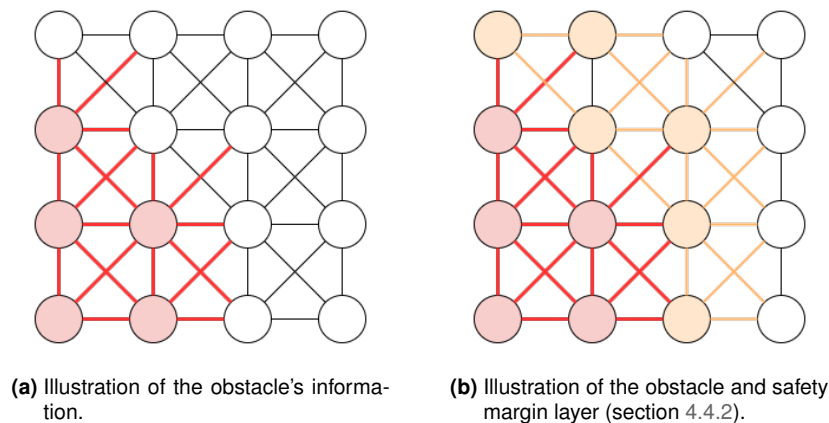 (a) Illustration of the obstacle's informa-
tion.
(b) Illustration of the obstacle and safety
margin layer (section 4.4.2).